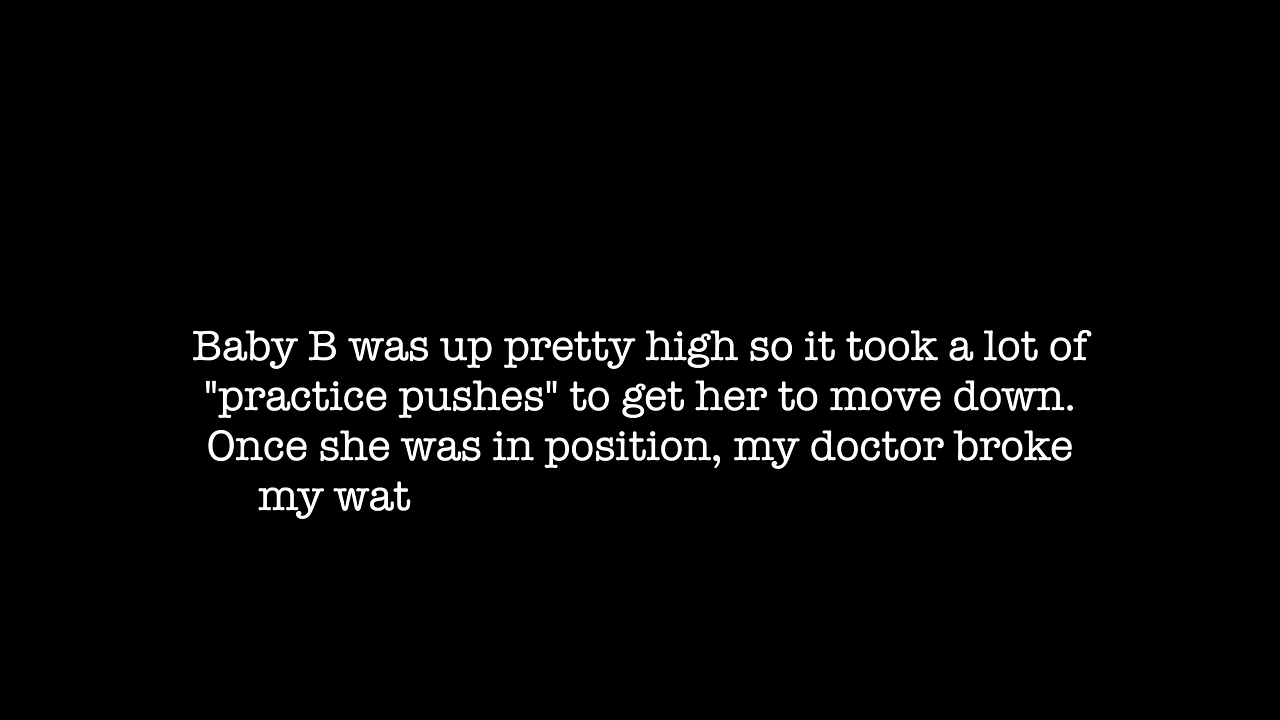 Baby B was up pretty high so it took a lot of
"practice pushes" to get her to move down.
Once she was in position, my doctor broke
my wat